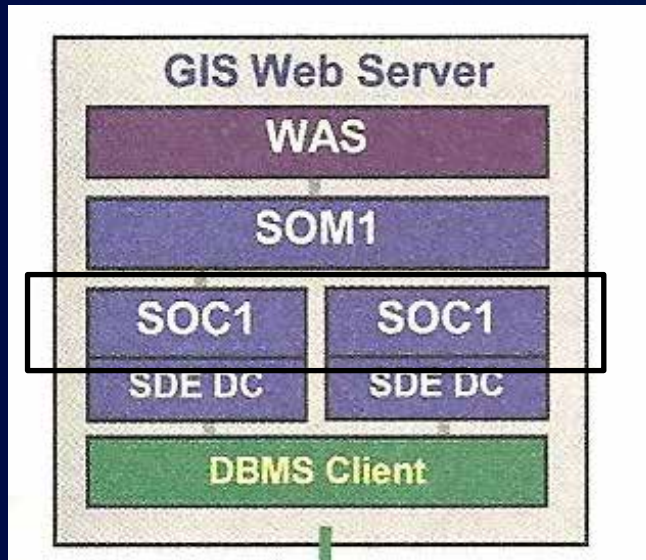 GIS Web Server
WAS
SOM1
SOC1 SOC1
SDE DC SDE DC
DBMS Client